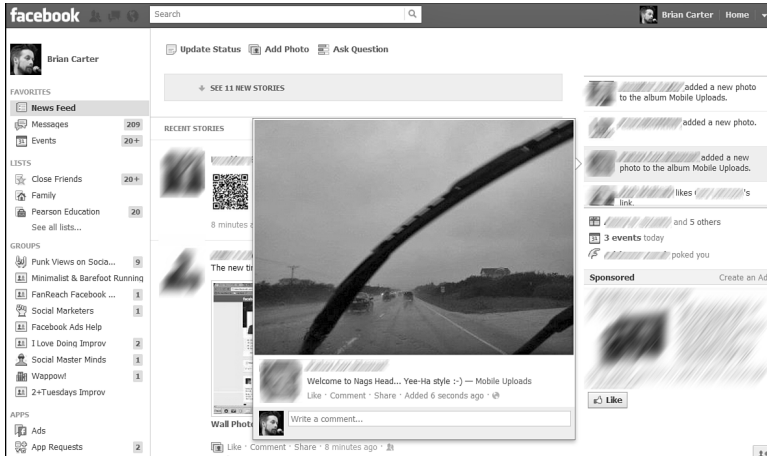 facebook
Search
Brian Carter Home
Brian Carter
Update Status Add Photo Ask Question
SEE 11 NEW STORIES
FAVORITES
News Feed
Messages 209
31 Events 20+
LISTS
Close Friends 20+
Family
Pearson Education 20
See all lists...
GROUPS
Punk Views on Socia... 9
Minimalist & Barefoot Running
FanReach Facebook ... 1
Social Marketers 1
Facebook Ads Help
I Love Doing Improv 2
Social Master Minds 1
Wappow! 1
2+Tuesdays Improv
APPS
Ads
App Requests 2
RECENT STORIES
8 minutes a
The new tir
Wall Photo
Like · Comment · Share · 8 minutes ago ·
Welcome to Nags Head... Yee-Ha style :-) — Mobile Uploads
Like · Comment · Share · Added 6 seconds ago ·
Write a comment...
added a new photo
to the album Mobile Uploads.
added a new photo.
added a new
photo to the album Mobile Uploads.
likes 's
link.
and 5 others
31 3 events today
poked you
Sponsored Create an Ad
Like